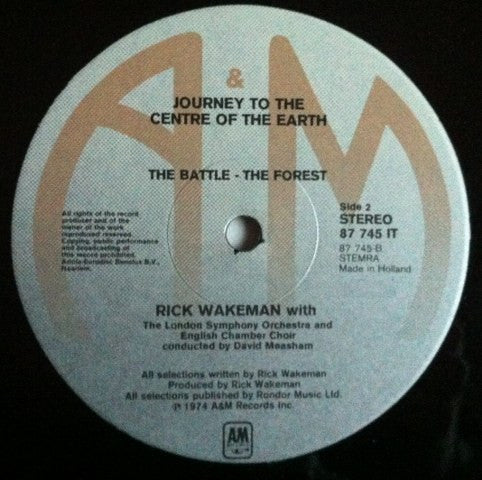 &
JOURNEY TO THE
CENTRE OF THE EARTH
THE BATTLE - THE FOREST
All rights of the record
producer and of the
owner of the work
reproduced reserved.
Copying, public performance
and broadcasting of
this record prohibited.
Ariola-Eurodisc Benelux B.V.,
Haarlem.
Side 2
STEREO
87 745 IT
87 745-B
STEMRA
Made in Holland
RICK WAKEMAN with
The London Symphony Orchestra and
English Chamber Choir
conducted by David Measham
All selections written by Rick Wakeman
Produced by Rick Wakeman
All selections published by Rondor Music Ltd.
℗ 1974 A&M Records Inc.
A&M